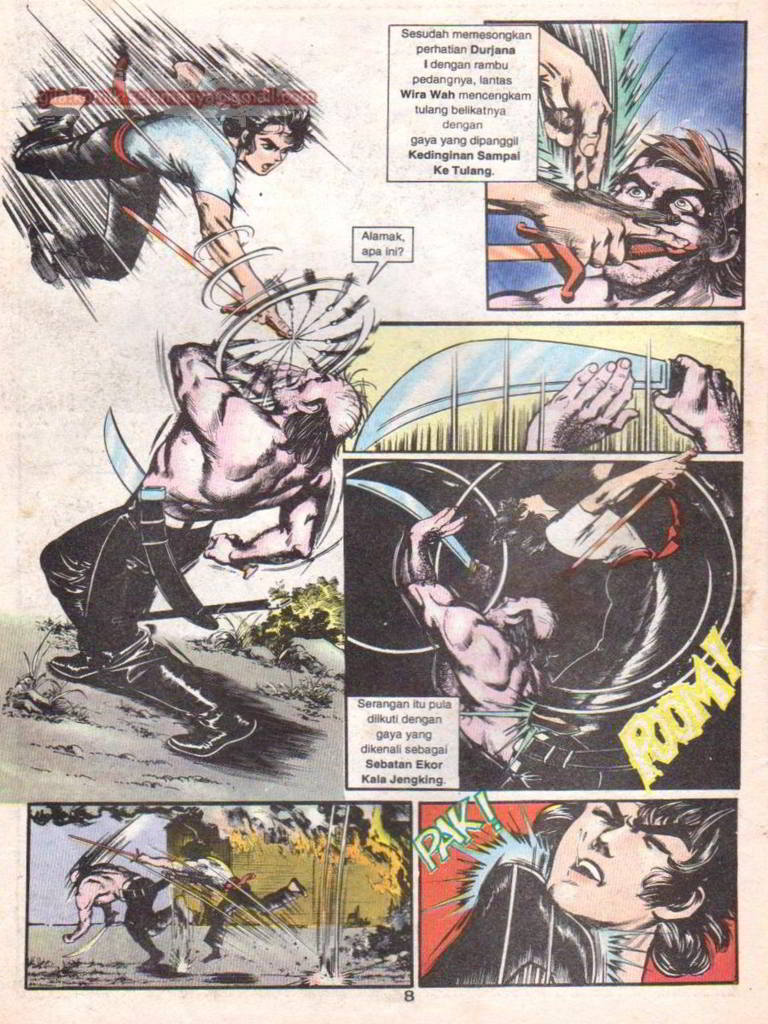 Sesudah memesongkan
perhatian Durjana
I dengan rambu
pedangnya, lantas
Wira Wah mencengkam
tulang belikatnya
dengan
gaya yang dipanggil
Kedinginan Sampai
Ke Tulang.
Alamak,
apa ini?
Serangan itu pula
diikuti dengan
gaya yang
dikenali sebagai
Sebatan Ekor
Kala Jengking.
POOM!
PAK!
8